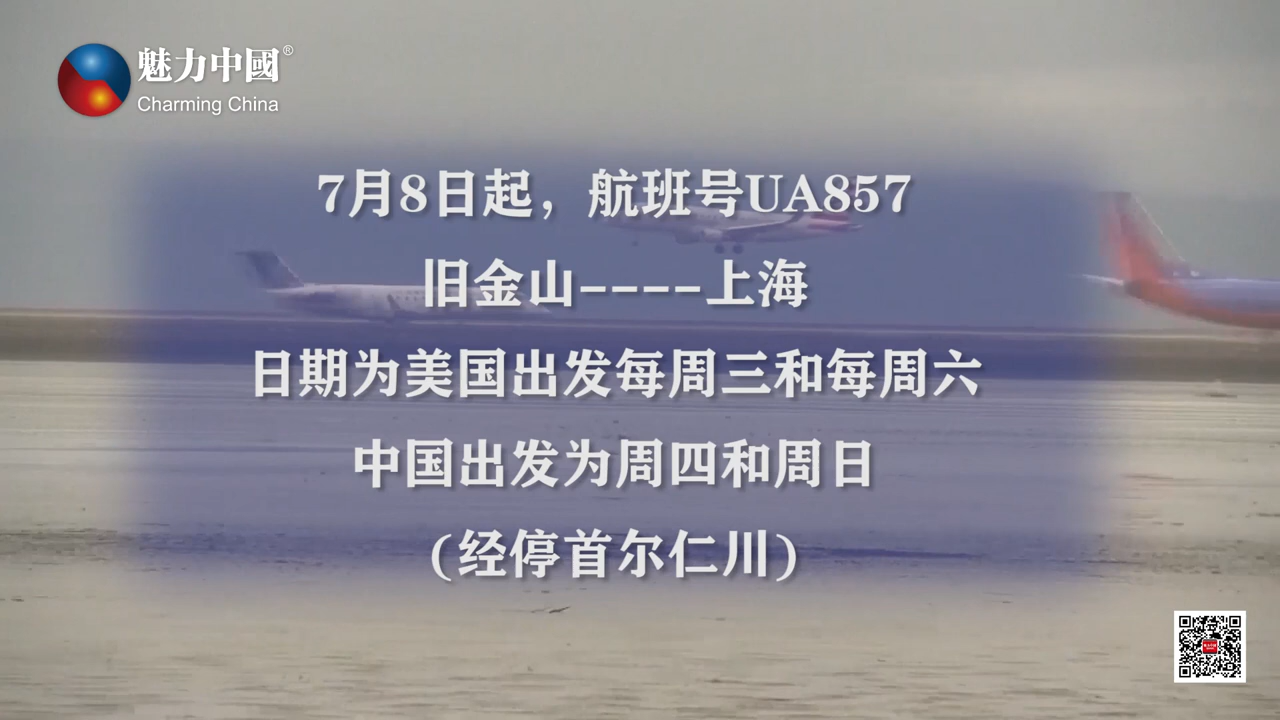 魅力中國®
Charming China
7月8日起，航班号UA857
旧金山----上海
日期为美国出发每周三和每周六
中国出发为周四和周日
(经停首尔仁川)